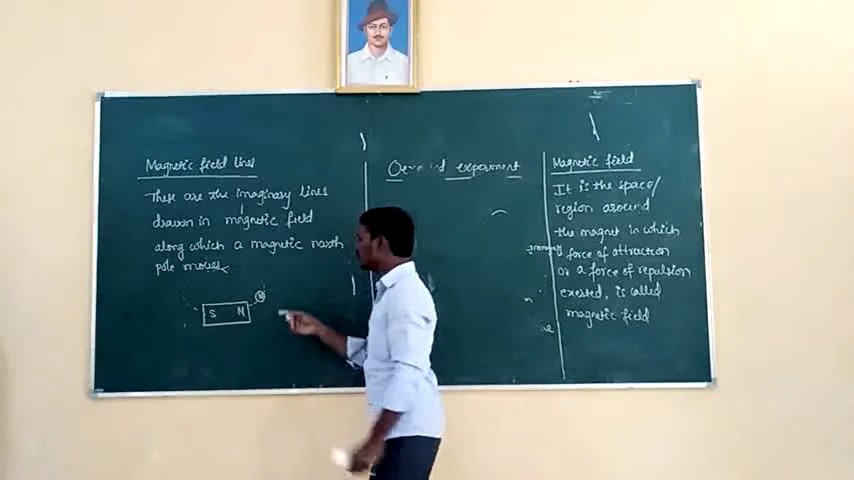 Magnetic field lines
These are the imaginary lines
drawn in magnetic field
along which a magnetic north
pole moves
S N
experiment
Magnetic field
It is the space/
region around
the magnet in which
a force of attraction
or a force of repulsion
exerted, is called
magnetic field